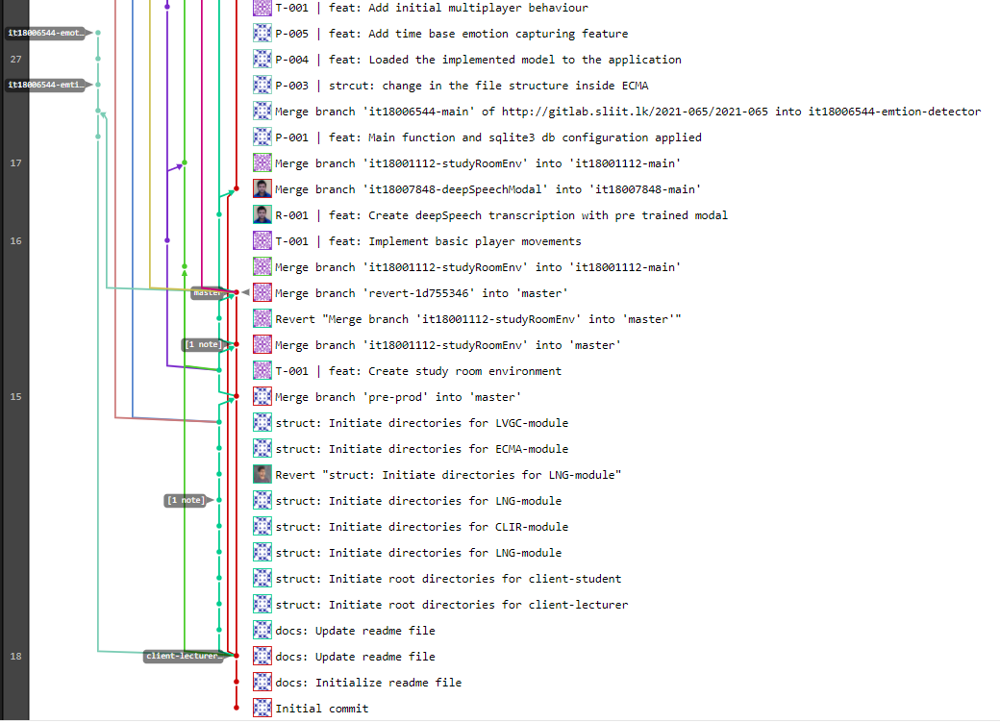 T-001 | feat: Add initial multiplayer behaviour
it18006544-emot… P-005 | feat: Add time base emotion capturing feature
27 P-004 | feat: Loaded the implemented model to the application
it18006544-emti… P-003 | strcut: change in the file structure inside ECMA
Merge branch 'it18006544-main' of http://gitlab.sliit.lk/2021-065/2021-065 into it18006544-emtion-detector
P-001 | feat: Main function and sqlite3 db configuration applied
17 Merge branch 'it18001112-studyRoomEnv' into 'it18001112-main'
Merge branch 'it18007848-deepSpeechModal' into 'it18007848-main'
R-001 | feat: Create deepSpeech transcription with pre trained modal
16 T-001 | feat: Implement basic player movements
Merge branch 'it18001112-studyRoomEnv' into 'it18001112-main'
master Merge branch 'revert-1d755346' into 'master'
Revert "Merge branch 'it18001112-studyRoomEnv' into 'master'"
[1 note] Merge branch 'it18001112-studyRoomEnv' into 'master'
T-001 | feat: Create study room environment
15 Merge branch 'pre-prod' into 'master'
struct: Initiate directories for LVGC-module
struct: Initiate directories for ECMA-module
Revert "struct: Initiate directories for LNG-module"
[1 note] struct: Initiate directories for LNG-module
struct: Initiate directories for CLIR-module
struct: Initiate directories for LNG-module
struct: Initiate root directories for client-student
struct: Initiate root directories for client-lecturer
docs: Update readme file
18 client-lecturer… docs: Update readme file
docs: Initialize readme file
Initial commit